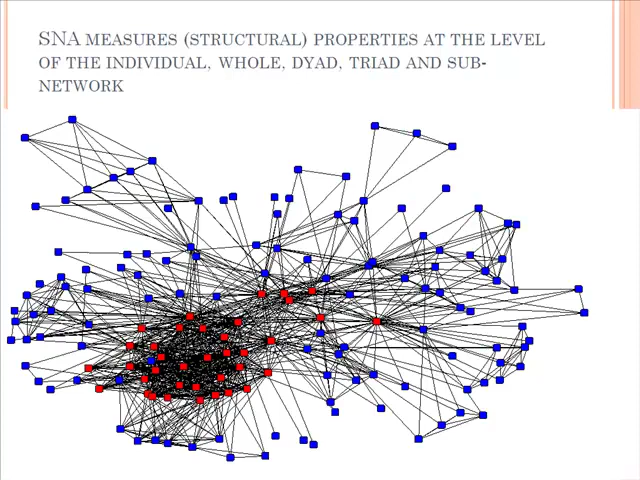 SNA MEASURES (STRUCTURAL) PROPERTIES AT THE LEVEL
OF THE INDIVIDUAL, WHOLE, DYAD, TRIAD AND SUB-
NETWORK